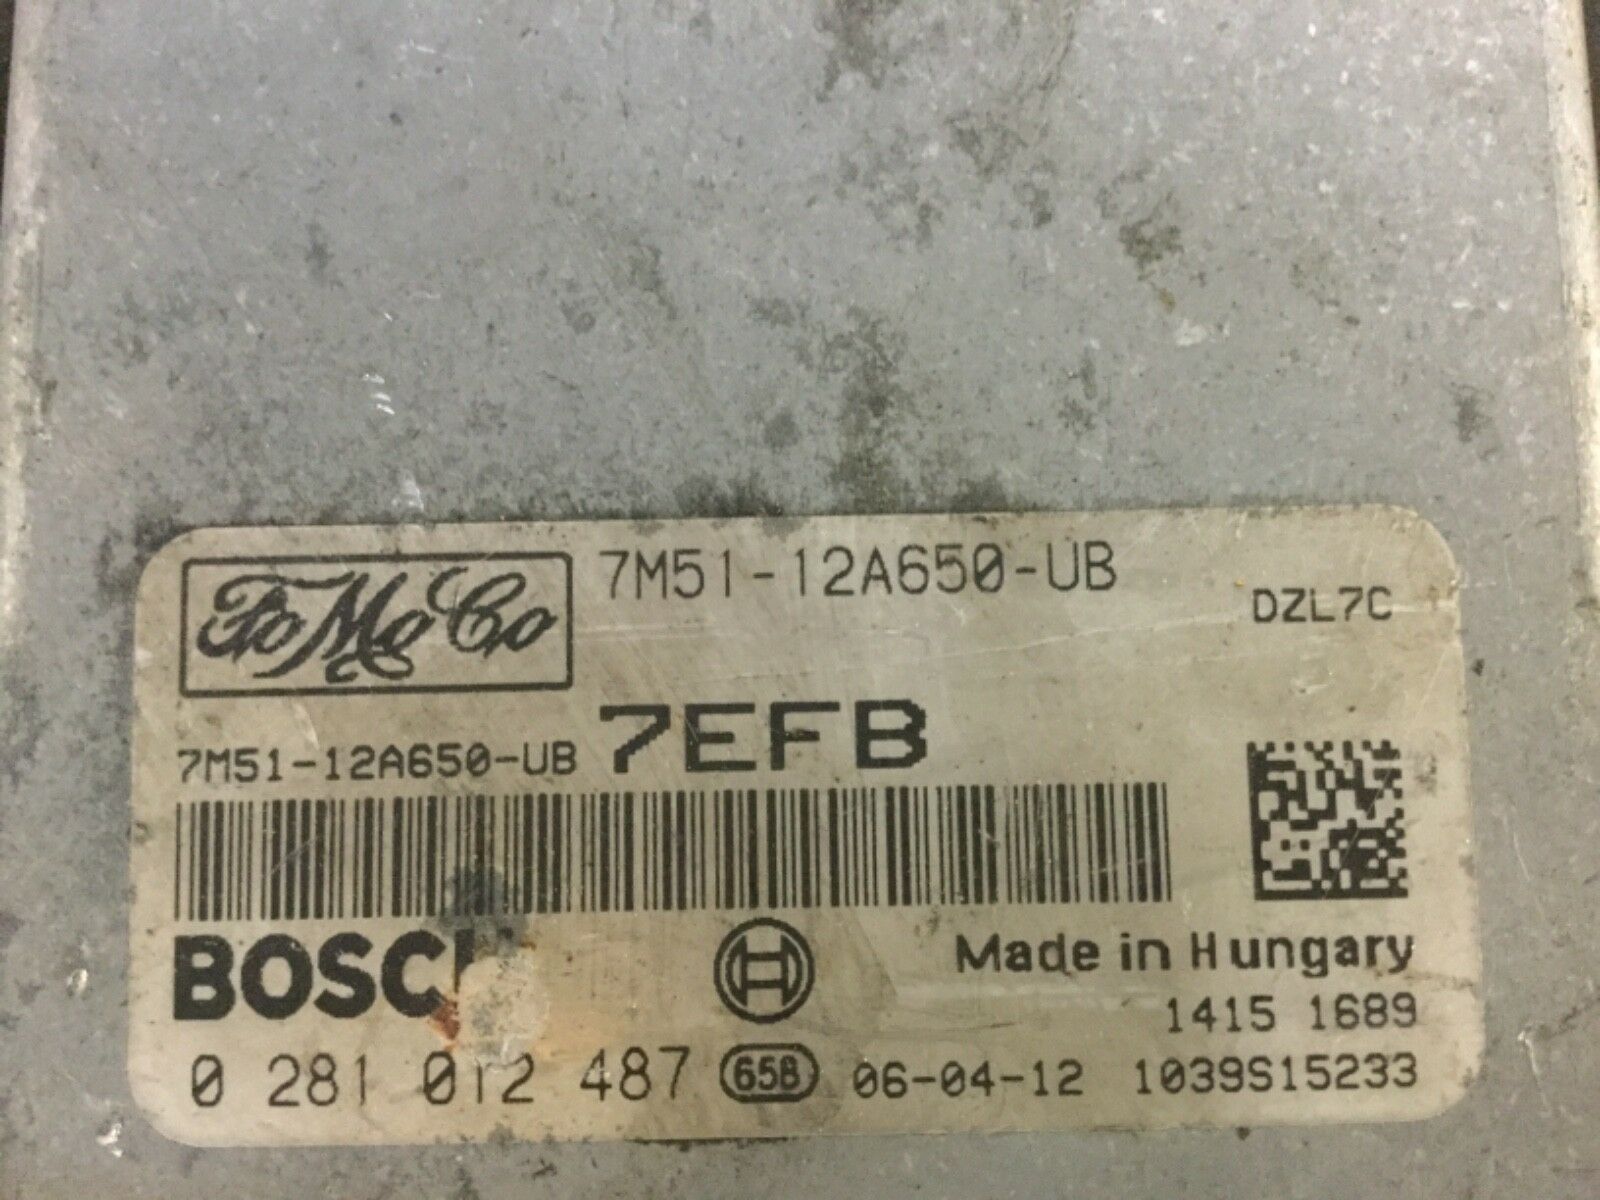 FoMoCo 7M51-12A650-UB DZL7C
7M51-12A650-UB 7EFB
BOSCH Made in Hungary
1415 1689
0 281 012 487 65B 06-04-12 1039S15233